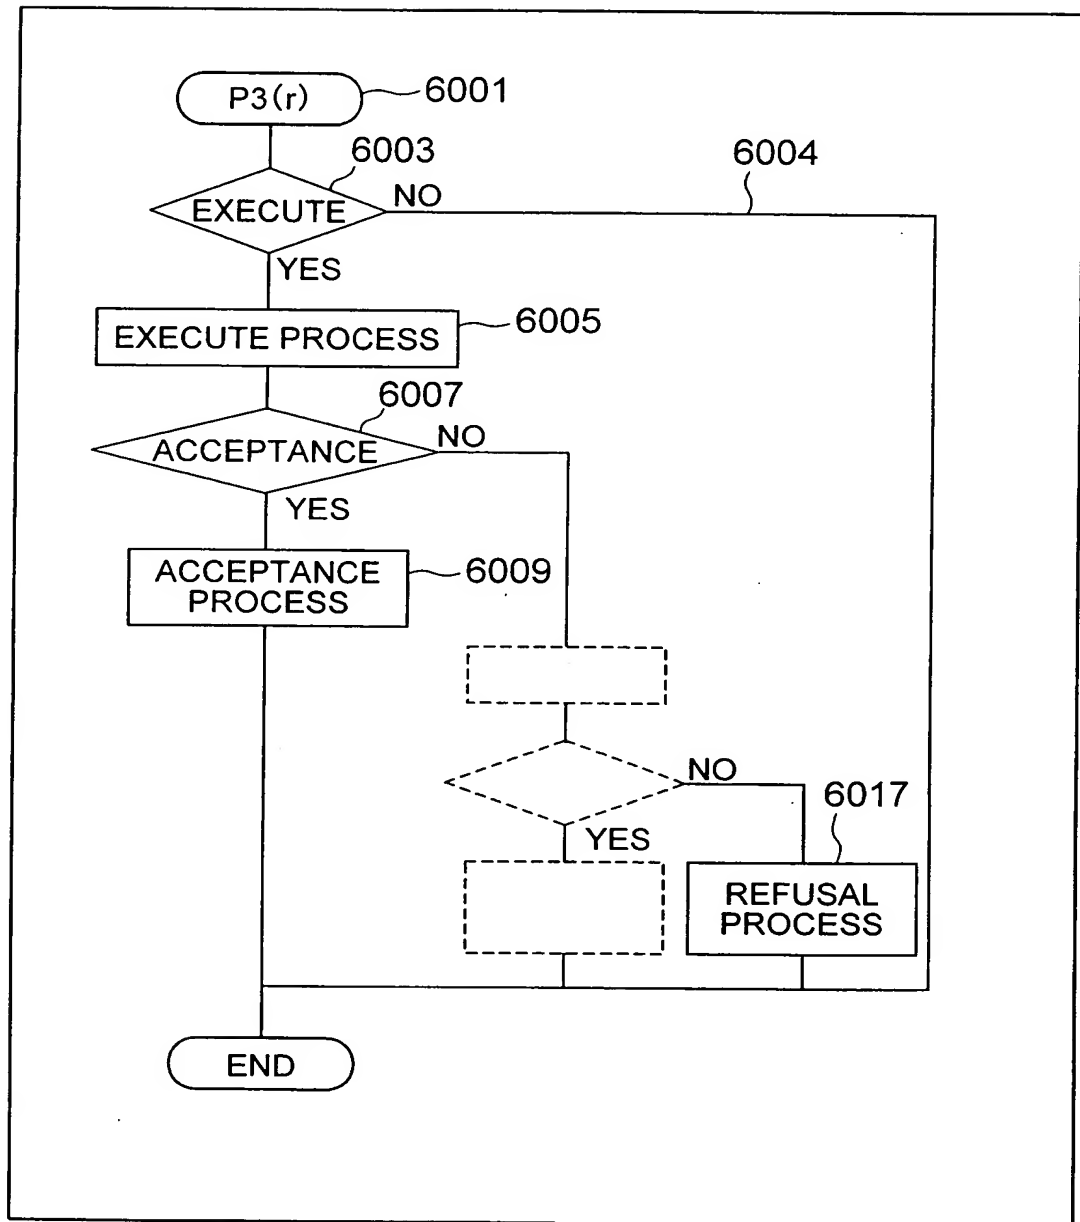 P3(r)
6001
6003
6004
EXECUTE
NO
YES
EXECUTE PROCESS
6005
6007
ACCEPTANCE
NO
YES
ACCEPTANCE
PROCESS
6009
NO
6017
YES
REFUSAL
PROCESS
END